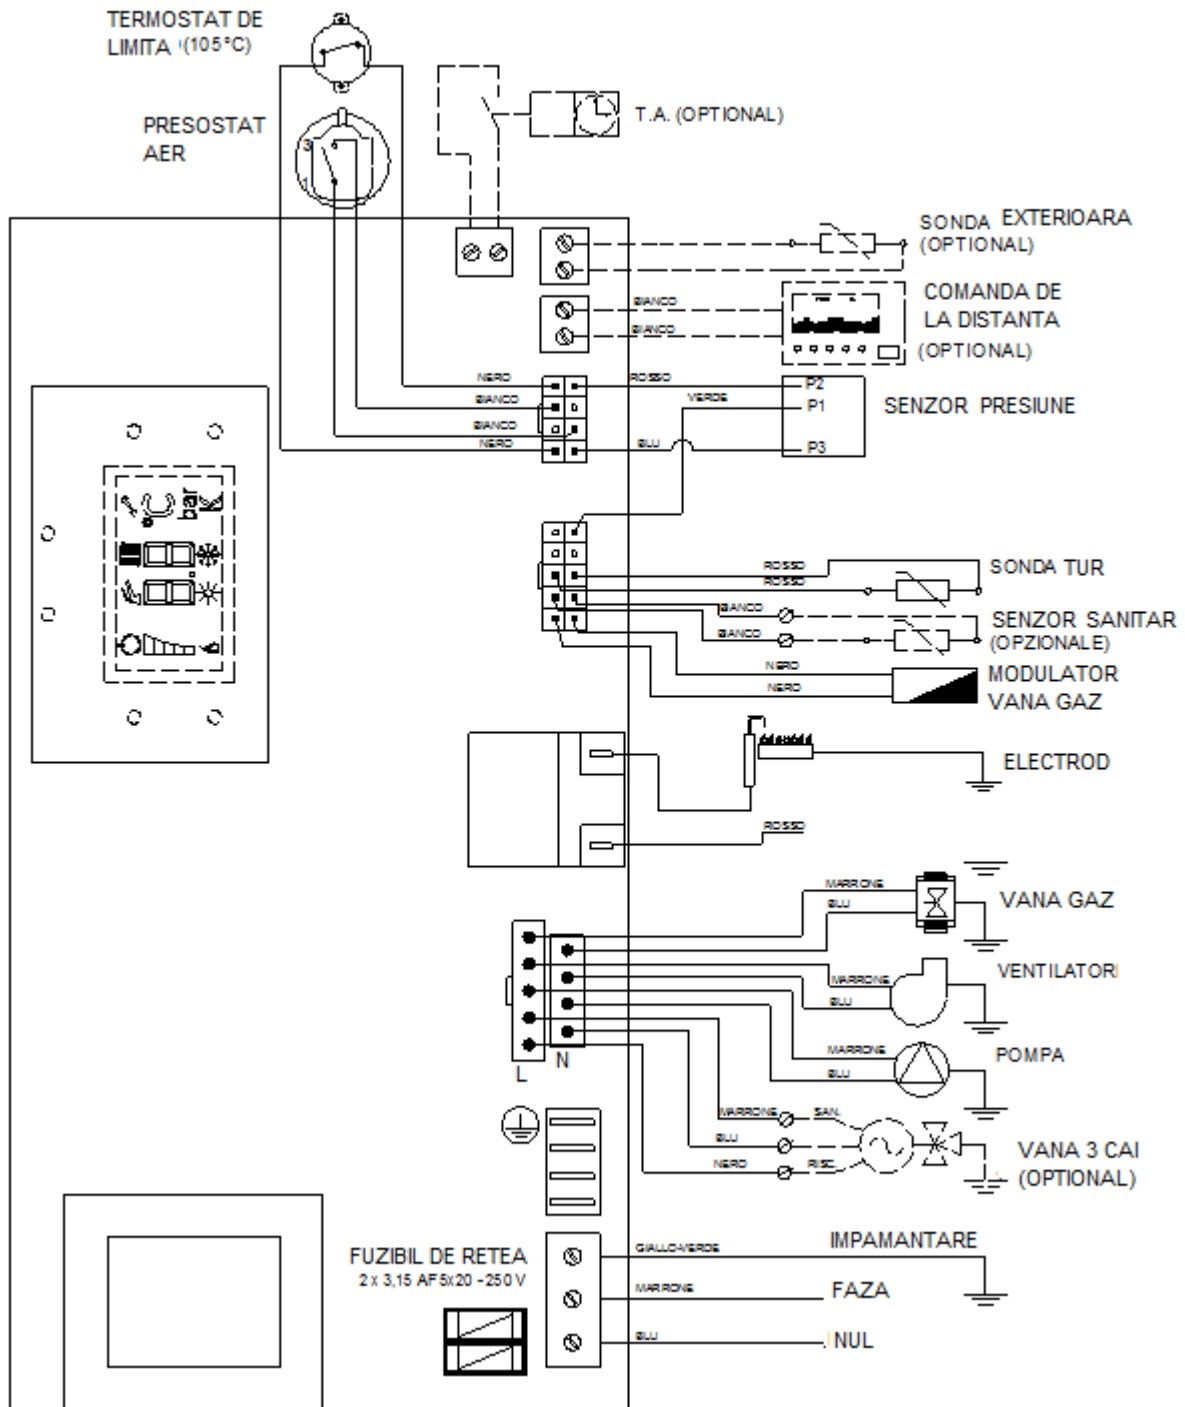 TERMOSTAT DE
LIMITA (105°C)
PRESOSTAT
AER
3
1
T.A. (OPTIONAL)
SONDA EXTERIOARA
(OPTIONAL)
BIANCO
BIANCO
COMANDA DE
LA DISTANTA
(OPTIONAL)
NERO
BIANCO
BIANCO
NERO
ROSSO
VERDE
BLU
P2
P1
P3
SENZOR PRESIUNE
°C
bar
ROSSO
ROSSO
SONDA TUR
BIANCO
BIANCO
SENZOR SANITAR
(OPZIONALE)
NERO
NERO
MODULATOR
VANA GAZ
ELECTROD
ROSSO
MARRONE
BLU
VANA GAZ
MARRONE
BLU
VENTILATOR
MARRONE
BLU
POMPA
L
N
MARRONE
SAN.
BLU
NERO
RISC.
VANA 3 CAI
(OPTIONAL)
FUZIBIL DE RETEA
2 x 3,15 AF 5x20 - 250 V
GIALLO-VERDE
IMPAMANTARE
MARRONE
FAZA
BLU
NUL